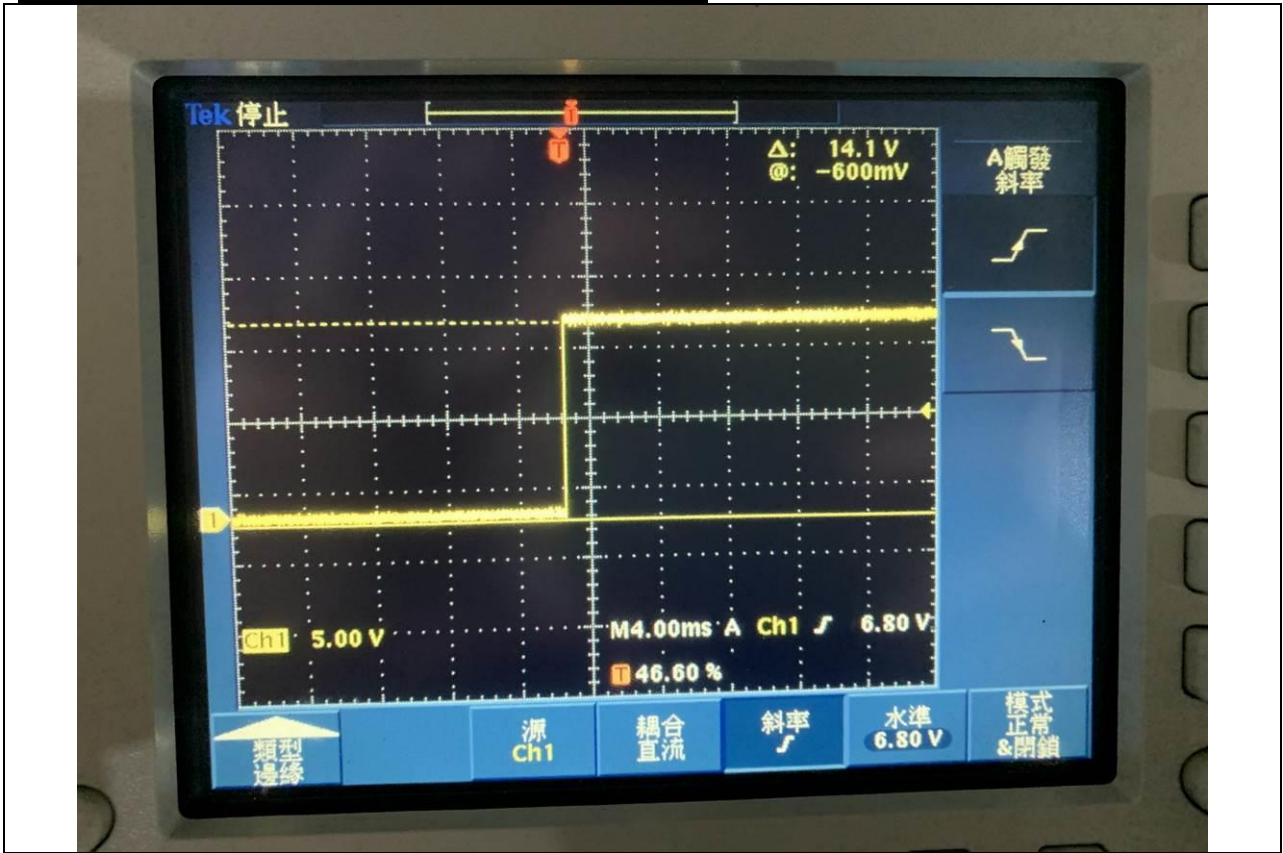 Tek 停止
T
T
Δ: 14.1 V
@: -600mV
A觸發
斜率
1
Ch1 5.00 V
M4.00ms A Ch1 6.80 V
T 46.60 %
類型
邊緣
源
Ch1
耦合
直流
斜率
水準
6.80 V
模式
正常
&閉鎖